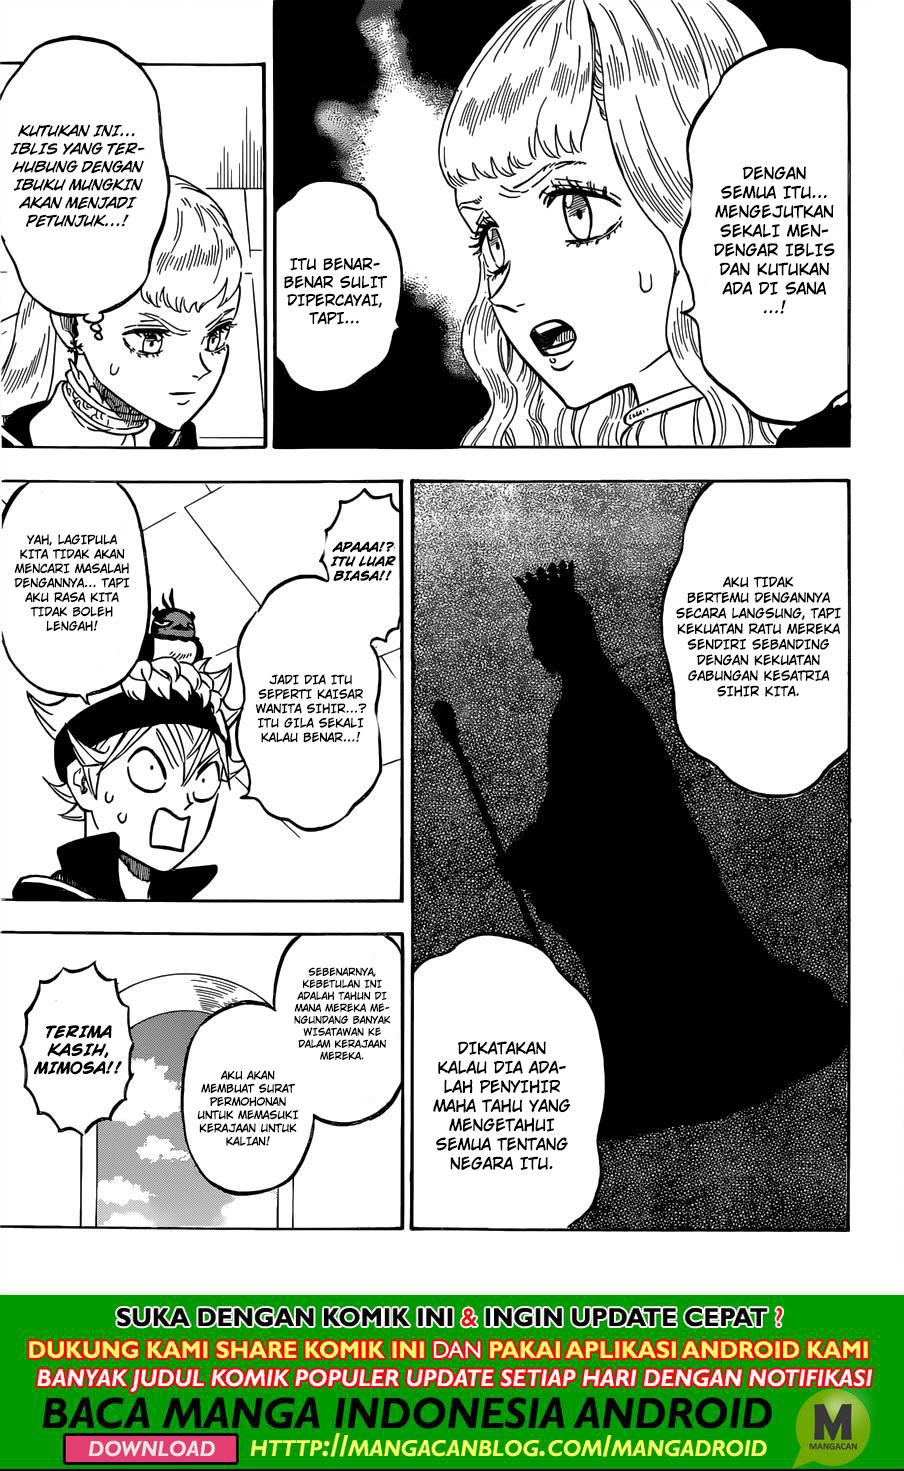 DENGAN
SEMUA ITU...
MENGEJUTKAN
SEKALI MEN-
DENGAR IBLIS
DAN KUTUKAN
ADA DI SANA
...!
ITU BENAR-
BENAR SULIT
DIPERCAYAI,
TAPI...
KUTUKAN INI...
IBLIS YANG TER-
HUBUNG DENGAN
IBUKU MUNGKIN
AKAN MENJADI
PETUNJUK...!
AKU TIDAK
BERTEMU DENGANNYA
SECARA LANGSUNG, TAPI
KEKUATAN RATU MEREKA
SENDIRI SEBANDING
DENGAN KEKUATAN
GABUNGAN KESATRIA
SIHIR KITA.
DIKATAKAN
KALAU DIA AD-
ALAH PENYIHIR
MAHA TAHU YANG
MENGETAHUI
SEMUA TENTANG
NEGARA ITU.
APAAA!?
ITU LUAR
BIASA!!
JADI DIA ITU
SEPERTI KAISAR
WANITA SIHIR...?
ITU GILA SEKALI
KALAU BENAR...!
YAH, LAGIPULA
KITA TIDAK AKAN
MENCARI MASALAH
DENGANNYA... TAPI
AKU RASA KITA
TIDAK BOLEH
LENGAH!
SEBENARNYA,
KEBETULAN INI
ADALAH TAHUN DI
MANA MEREKA ME-
NGUNDANG BANYAK
WISATAWAN KE
DALAM KERAJAAN
MEREKA.
AKU AKAN
MEMBUAT SURAT
PERMOHONAN
UNTUK MEMASUKI
KERAJAAN UNTUK
KALIAN!
TERIMA
KASIH,
MIMOSA!!
SUKA DENGAN KOMIK INI & INGIN UPDATE CEPAT ?
DUKUNG KAMI SHARE KOMIK INI DAN PAKAI APLIKASI ANDROID KAMI
BANYAK JUDUL KOMIK POPULER UPDATE SETIAP HARI DENGAN NOTIFIKASI
BACA MANGA INDONESIA ANDROID
DOWNLOAD HTTTP://MANGACANBLOG.COM/MANGADROID
M
MANGACAN